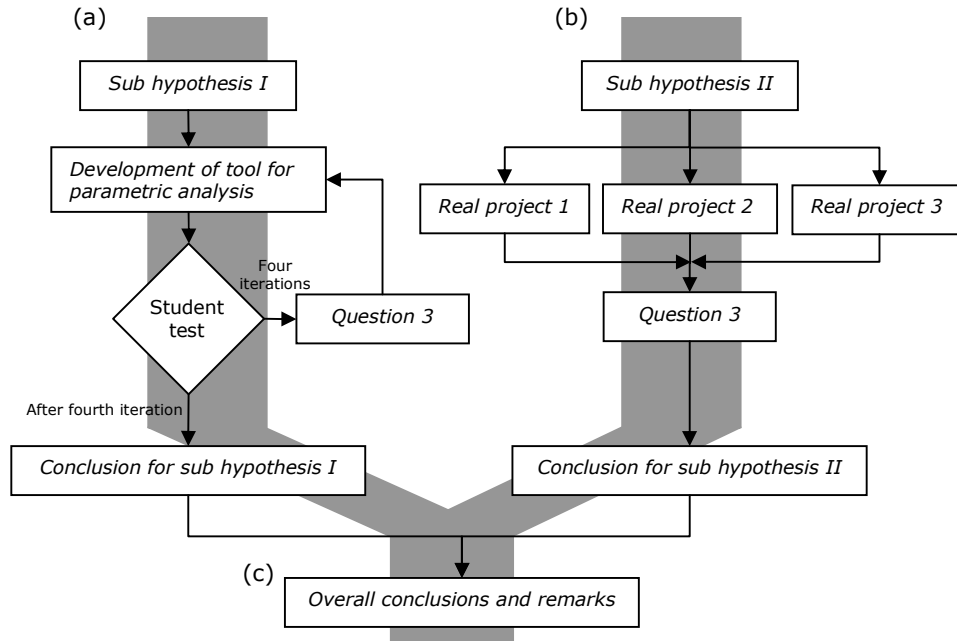 (a)
Sub hypothesis I
Development of tool for
parametric analysis
Student
test
Four
iterations
Question 3
After fourth iteration
Conclusion for sub hypothesis I
(b)
Sub hypothesis II
Real project 1
Real project 2
Real project 3
Question 3
Conclusion for sub hypothesis II
(c)
Overall conclusions and remarks